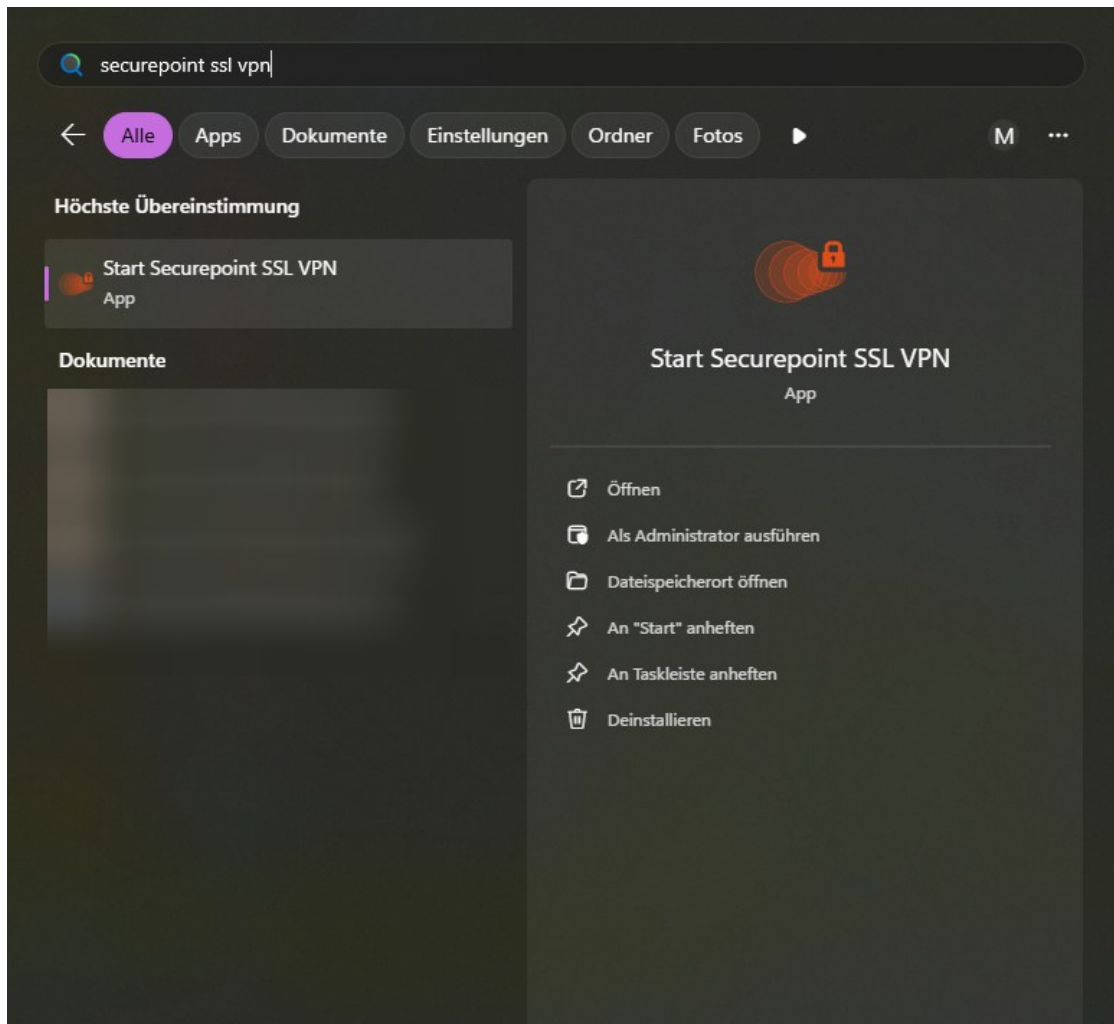 securepoint ssl vpn
Alle Apps Dokumente Einstellungen Ordner Fotos M
Höchste Übereinstimmung
Start Securepoint SSL VPN
App
Dokumente
Start Securepoint SSL VPN
App
Öffnen
Als Administrator ausführen
Dateispeicherort öffnen
An "Start" anheften
An Taskleiste anheften
Deinstallieren